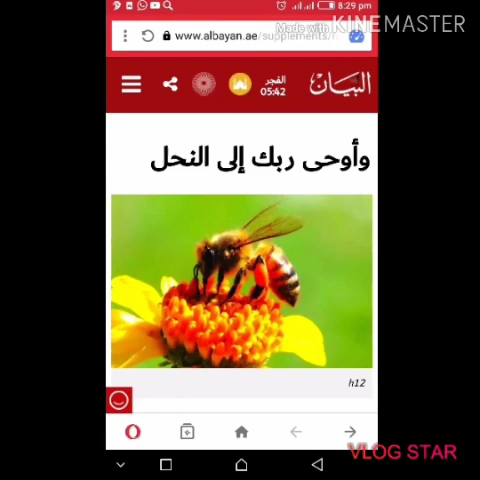 8:29 pm
Made with KINEMASTER
www.albayan.ae/supplements/r
البيان
الفجر
05:42
وأوحى ربك إلى النحل
h12
VLOG STAR